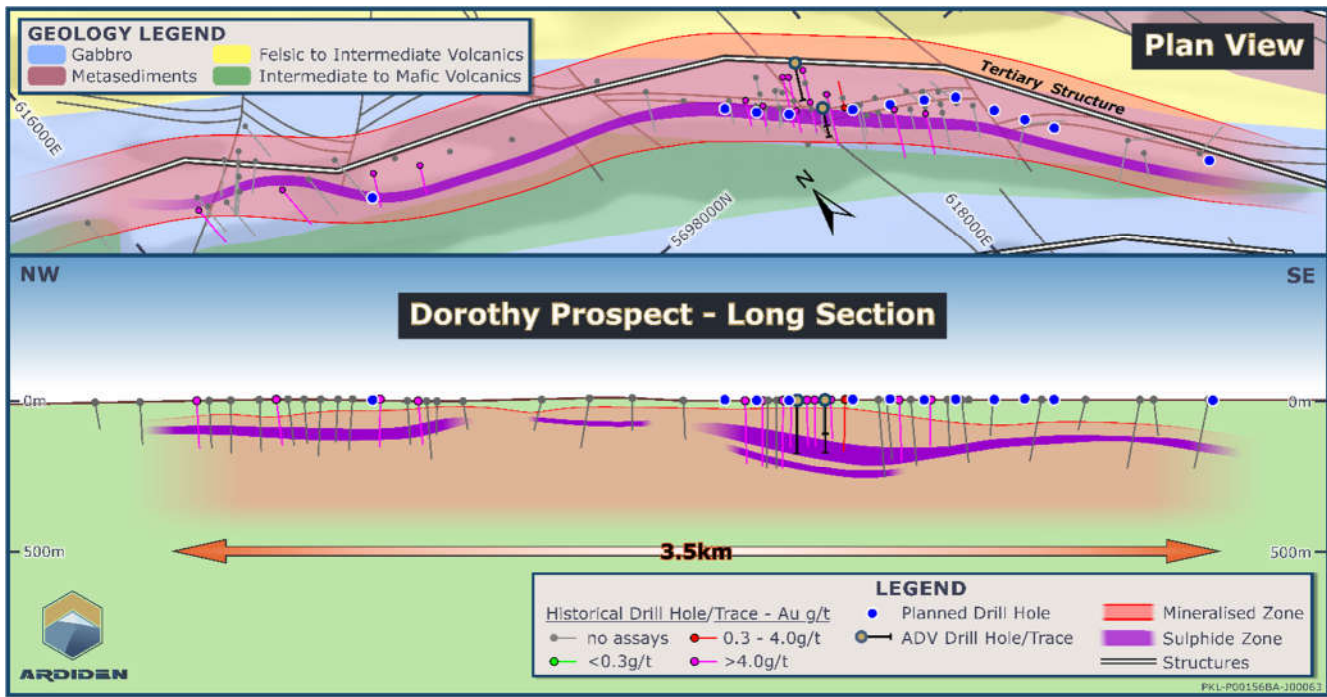 GEOLOGY LEGEND
Gabbro
Felsic to Intermediate Volcanics
Metasediments
Intermediate to Mafic Volcanics
Plan View
Tertiary Structure
616000E
N
5698000N
618000E
NW
SE
Dorothy Prospect - Long Section
0m
0m
500m
3.5km
500m
LEGEND
Historical Drill Hole/Trace - Au g/t
Planned Drill Hole
Mineralised Zone
no assays
0.3 - 4.0g/t
ADV Drill Hole/Trace
Sulphide Zone
<0.3g/t
>4.0g/t
Structures
ARDIDEN
PKL-P00156BA-J00063